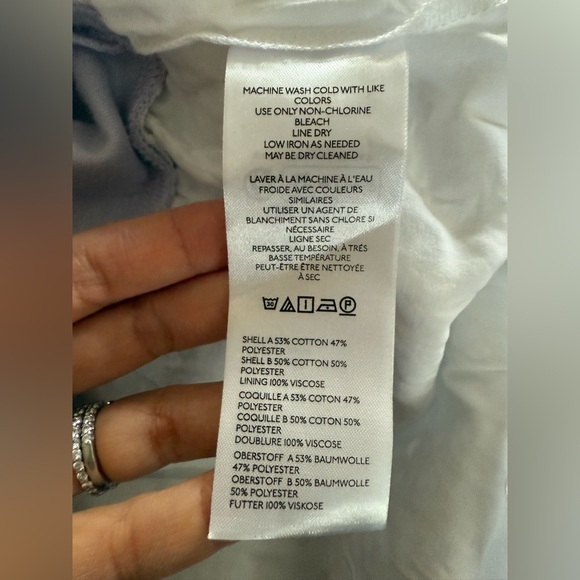 MACHINE WASH COLD WITH LIKE
COLORS
USE ONLY NON-CHLORINE
BLEACH
LINE DRY
LOW IRON AS NEEDED
MAY BE DRY CLEANED
LAVER À LA MACHINE À L'EAU
FROIDE AVEC COULEURS
SIMILAIRES
UTILISER UN AGENT DE
BLANCHIMENT SANS CHLORE SI
NÉCESSAIRE
LIGNE SEC
REPASSER, AU BESOIN, À TRÉS
BASSE TEMPÉRATURE
PEUT-ÊTRE ÊTRE NETTOYÉE
À SEC
30 P
SHELL A 53% COTTON 47%
POLYESTER
SHELL B 50% COTTON 50%
POLYESTER
LINING 100% VISCOSE
COQUILLE A 53% COTON 47%
POLYESTER
COQUILLE B 50% COTON 50%
POLYESTER
DOUBLURE 100% VISCOSE
OBERSTOFF A 53% BAUMWOLLE
47% POLYESTER
OBERSTOFF B 50% BAUMWOLLE
50% POLYESTER
FUTTER 100% VISKOSE